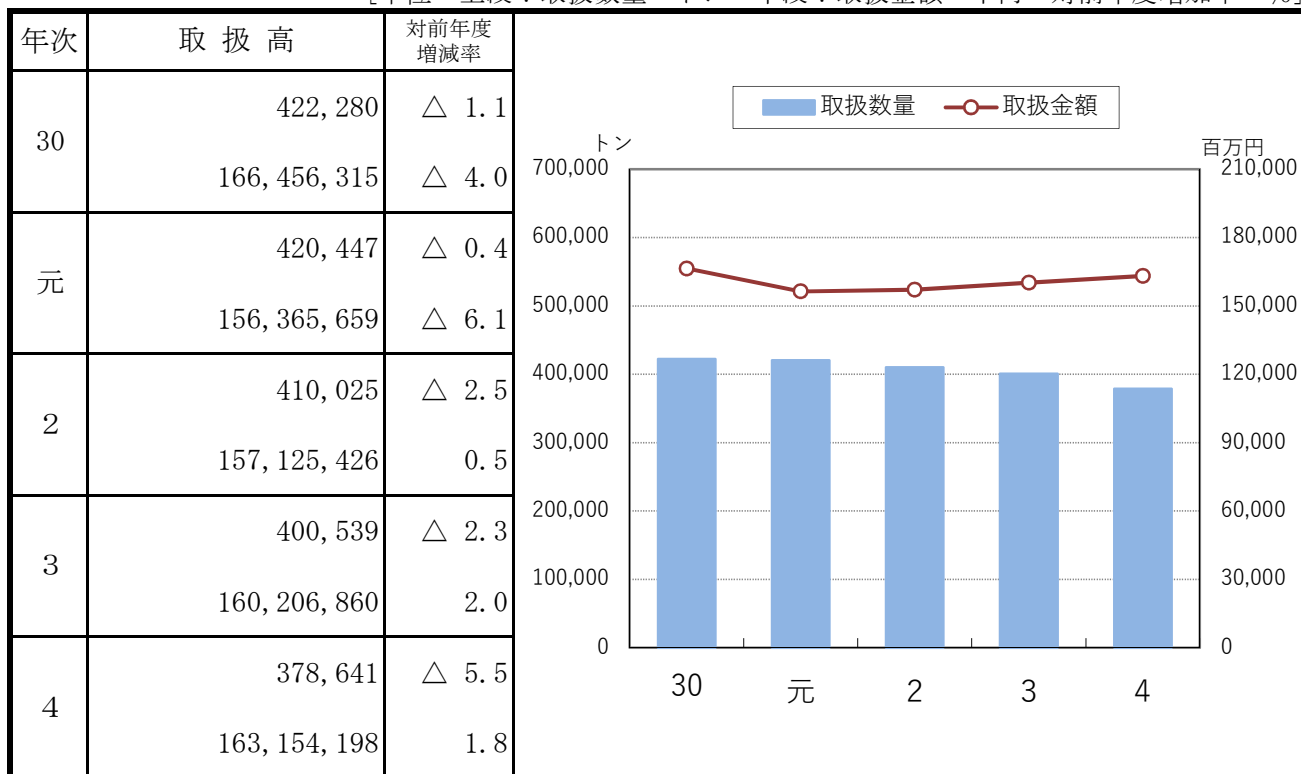 年次 取扱高 対前年度増減率
30 422,280 △ 1.1
166,456,315 △ 4.0
元 420,447 △ 0.4
156,365,659 △ 6.1
2 410,025 △ 2.5
157,125,426 0.5
3 400,539 △ 2.3
160,206,860 2.0
4 378,641 △ 5.5
163,154,198 1.8
取扱数量 取扱金額
トン 百万円
700,000 210,000
600,000 180,000
500,000 150,000
400,000 120,000
300,000 90,000
200,000 60,000
100,000 30,000
0 0
30 元 2 3 4